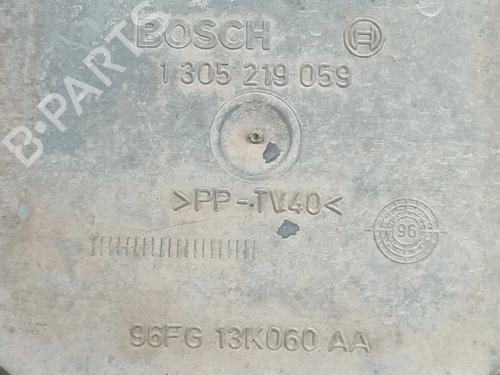 B-PARTS
BOSCH
1 305 219 059
>PP-TV40<
96
96FG 13K060 AA